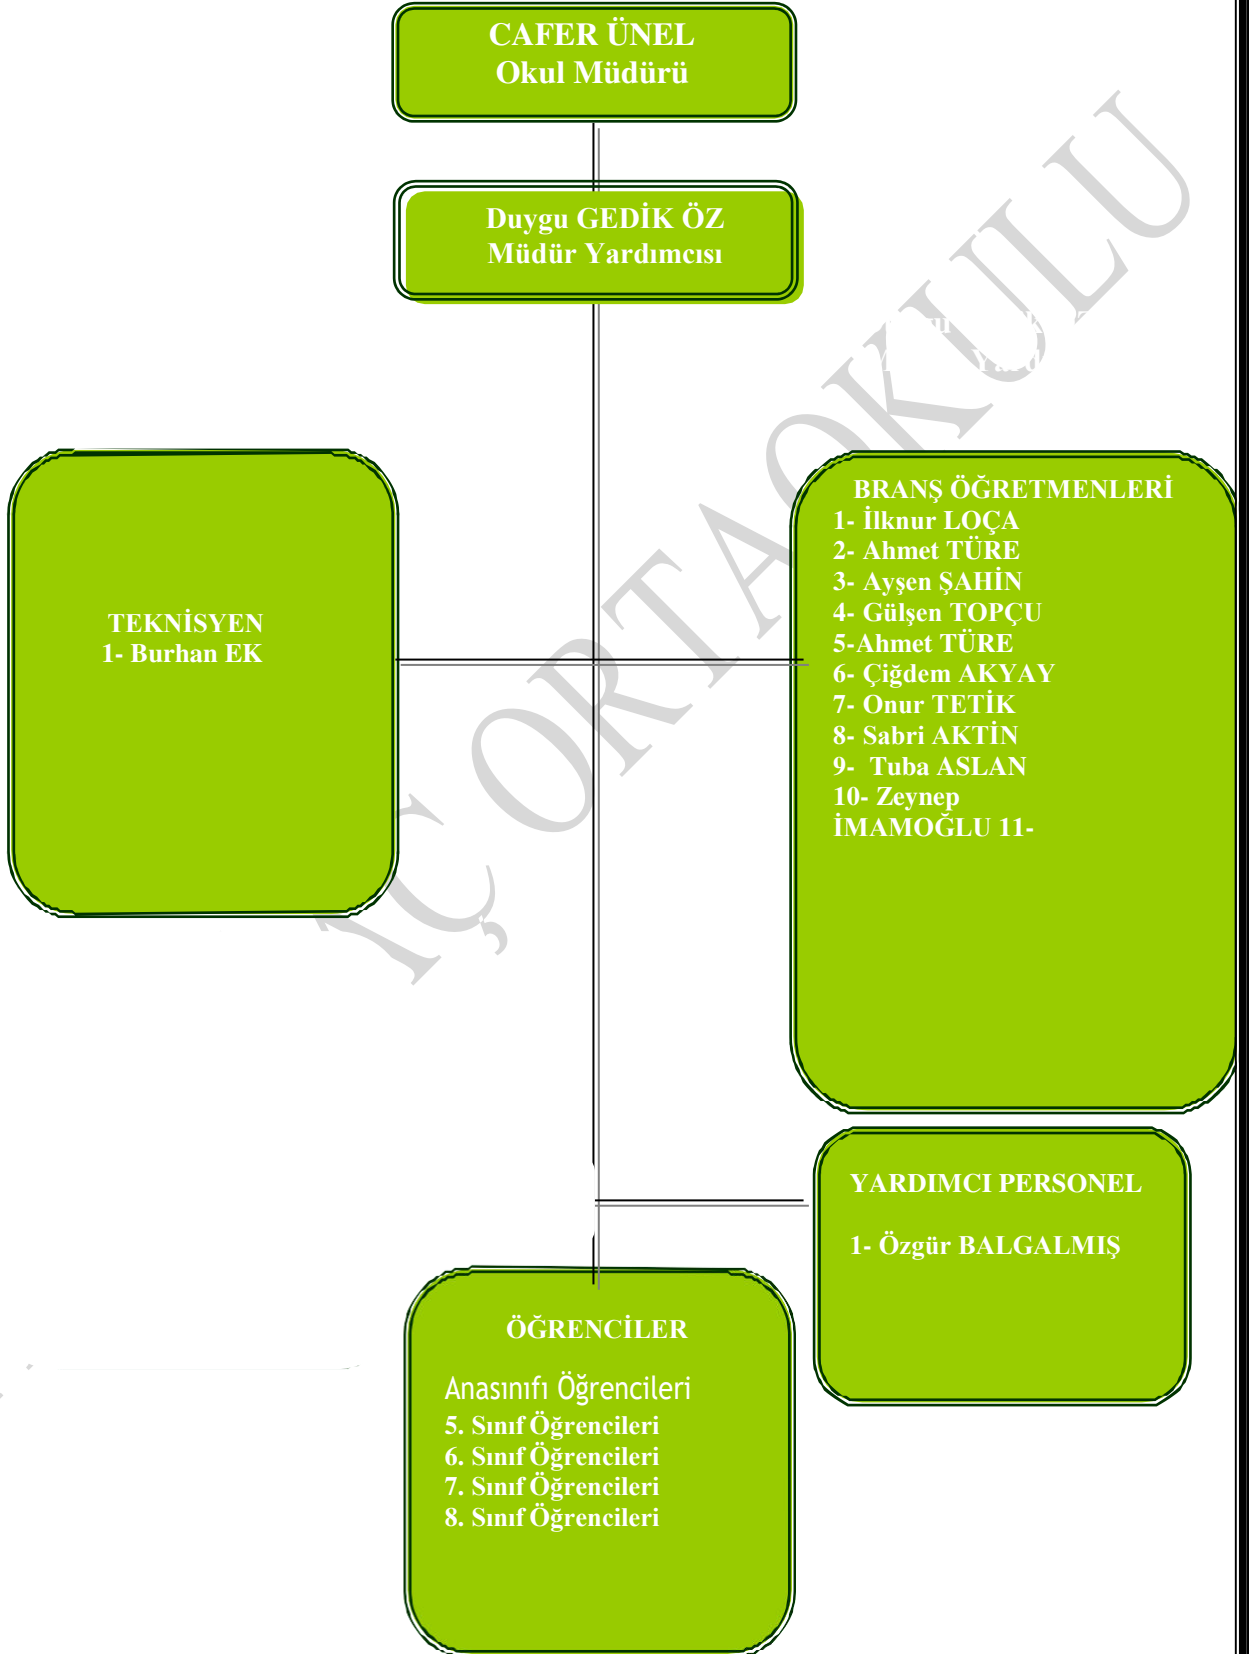 CAFER ÜNEL
Okul Müdürü
Duygu GEDİK ÖZ
Müdür Yardımcısı
TEKNİSYEN
1- Burhan EK
BRANŞ ÖĞRETMENLERİ
1- İlknur LOÇA
2- Ahmet TÜRE
3- Ayşen ŞAHİN
4- Gülşen TOPÇU
5-Ahmet TÜRE
6- Çiğdem AKYAY
7- Onur TETİK
8- Sabri AKTİN
9- Tuba ASLAN
10- Zeynep
İMAMOĞLU 11-
YARDIMCI PERSONEL
1- Özgür BALGALMIŞ
ÖĞRENCİLER
Anasınıfı Öğrencileri
5. Sınıf Öğrencileri
6. Sınıf Öğrencileri
7. Sınıf Öğrencileri
8. Sınıf Öğrencileri
ORTAOKULU